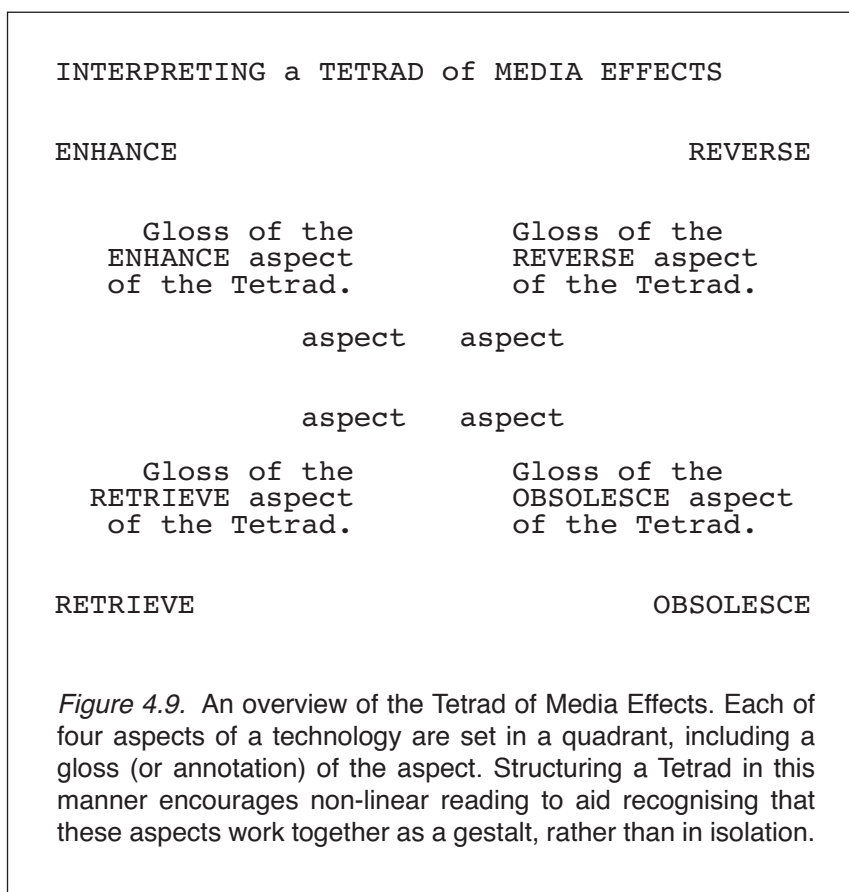 INTERPRETING a TETRAD of MEDIA EFFECTS
ENHANCE REVERSE
Gloss of the Gloss of the
ENHANCE aspect REVERSE aspect
of the Tetrad. of the Tetrad.
aspect aspect
aspect aspect
Gloss of the Gloss of the
RETRIEVE aspect OBSOLESCE aspect
of the Tetrad. of the Tetrad.
RETRIEVE OBSOLESCE
Figure 4.9. An overview of the Tetrad of Media Effects. Each of
four aspects of a technology are set in a quadrant, including a
gloss (or annotation) of the aspect. Structuring a Tetrad in this
manner encourages non-linear reading to aid recognising that
these aspects work together as a gestalt, rather than in isolation.